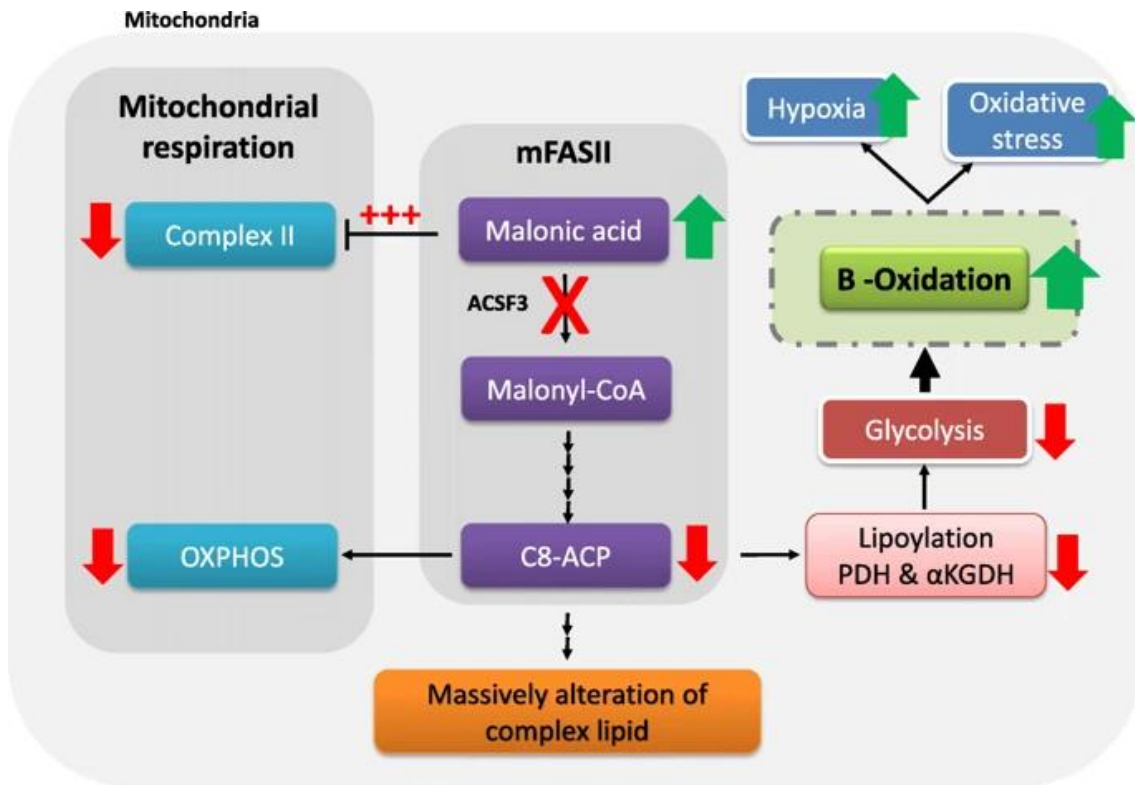 Mitochondria
Mitochondrial
respiration
mFASII
Hypoxia
Oxidative
stress
Complex II
+++
Malonic acid
B -Oxidation
ACSF3
X
Malonyl-CoA
Glycolysis
OXPHOS
C8-ACP
Lipoylation
PDH & αKGDH
Massively alteration of
complex lipid